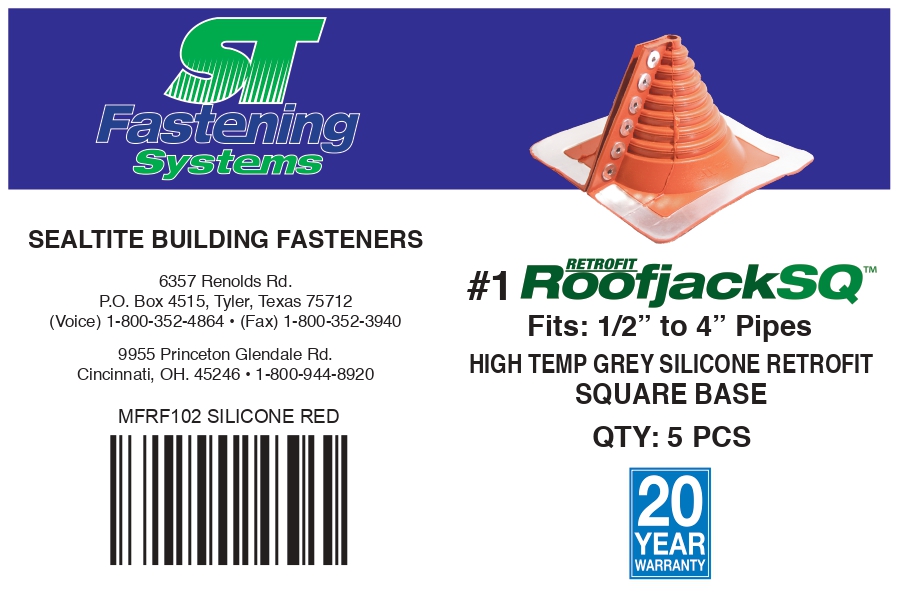 ST
Fastening
Systems
SEALTITE BUILDING FASTENERS
6357 Renolds Rd.
P.O. Box 4515, Tyler, Texas 75712
(Voice) 1-800-352-4864 • (Fax) 1-800-352-3940
9955 Princeton Glendale Rd.
Cincinnati, OH. 45246 • 1-800-944-8920
MFRF102 SILICONE RED
RETROFIT
#1 RoofjackSQ™
Fits: 1/2” to 4” Pipes
HIGH TEMP GREY SILICONE RETROFIT
SQUARE BASE
QTY: 5 PCS
20
YEAR
WARRANTY